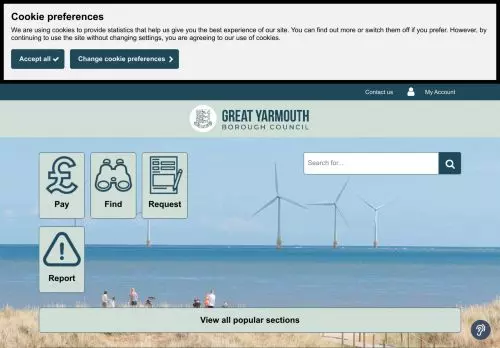 Cookie preferences
We are using cookies to provide statistics that help us give you the best experience of our site. You can find out more or switch them off if you prefer. However, by
continuing to use the site without changing settings, you are agreeing to our use of cookies.
Accept all
Change cookie preferences
Contact us
My Account
GREAT YARMOUTH
BOROUGH COUNCIL
Search for...
Pay
Find
Request
Report
View all popular sections